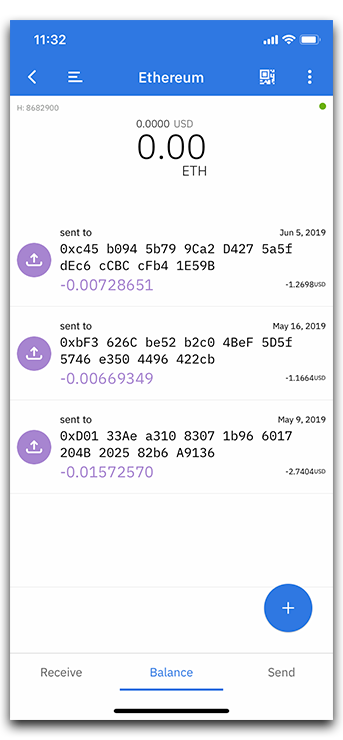 11:32
Ethereum
H: 8682900
0.0000 USD
0.00
ETH
sent to Jun 5, 2019
0xc45 b094 5b79 9Ca2 D427 5a5f
dEc6 cCBC cFb4 1E59B
-0.00728651 -1.2698USD
sent to May 16, 2019
0xbF3 626C be52 b2c0 4BeF 5D5f
5746 e350 4496 422cb
-0.00669349 -1.1664USD
sent to May 9, 2019
0xD01 33Ae a310 8307 1b96 6017
204B 2025 82b6 A9136
-0.01572570 -2.7404USD
+
Receive Balance Send